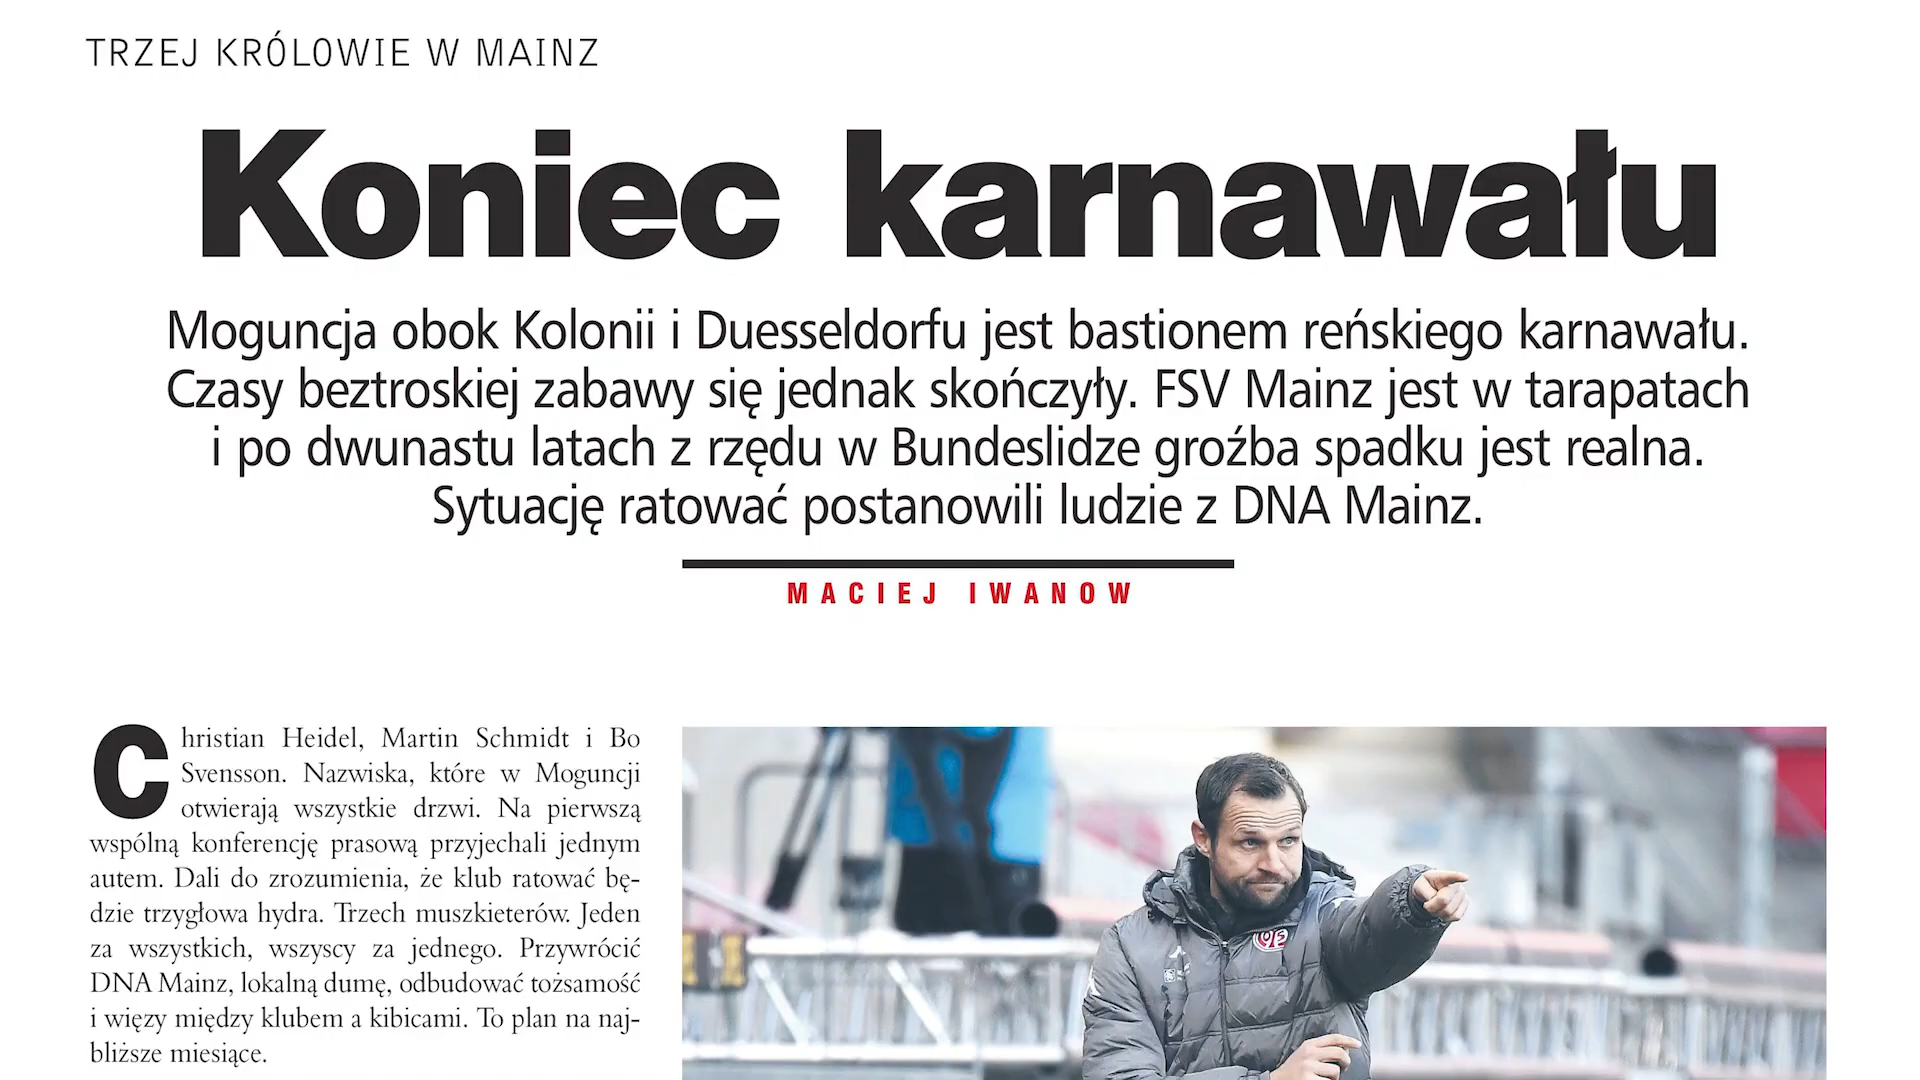 TRZEJ KRÓLOWIE W MAINZ
Koniec karnawału
Moguncja obok Kolonii i Duesseldorfu jest bastionem reńskiego karnawału.
Czasy beztroskiej zabawy się jednak skończyły. FSV Mainz jest w tarapatach
i po dwunastu latach z rzędu w Bundeslidze groźba spadku jest realna.
Sytuację ratować postanowili ludzie z DNA Mainz.
MACIEJ IWANOW
Christian Heidel, Martin Schmidt i Bo
Svensson. Nazwiska, które w Moguncji
otwierają wszystkie drzwi. Na pierwszą
wspólną konferencję prasową przyjechali jednym
autem. Dali do zrozumienia, że klub ratować bę-
dzie trzygłowa hydra. Trzech muszkieterów. Jeden
za wszystkich, wszyscy za jednego. Przywrócić
DNA Mainz, lokalną dumę, odbudować tożsamość
i więzy między klubem a kibicami. To plan na naj-
bliższe miesiące.